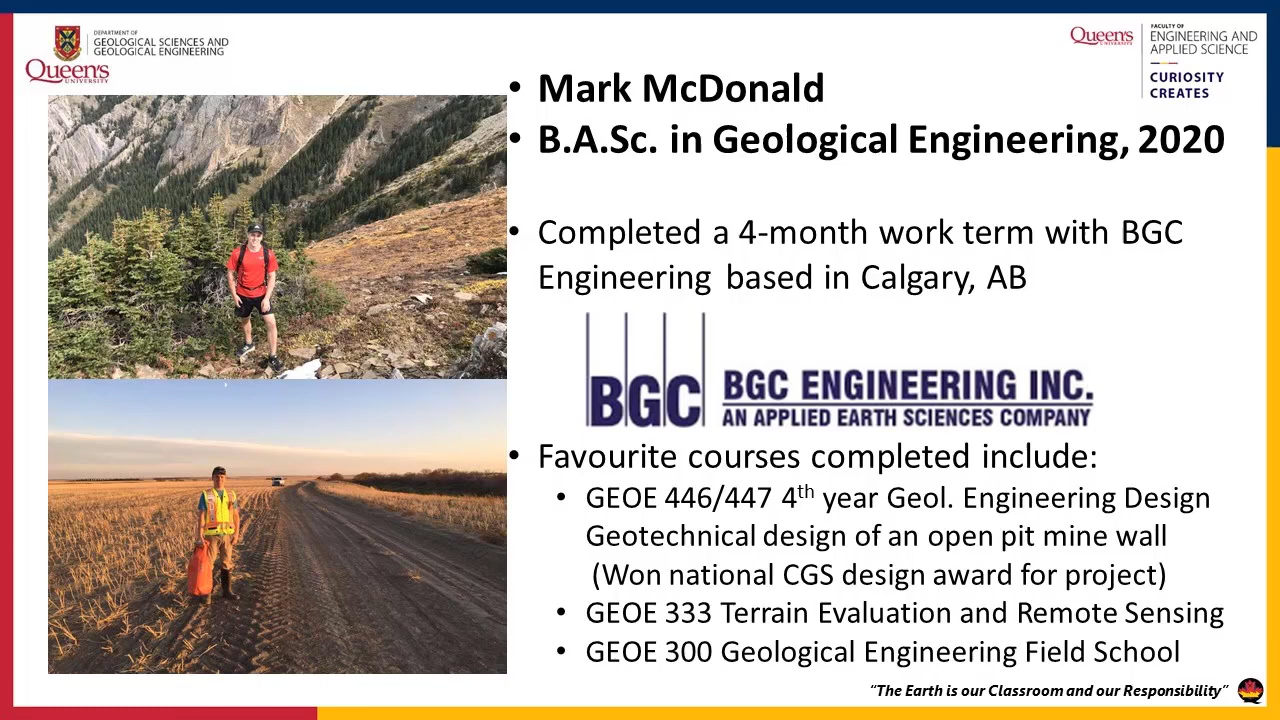 DEPARTMENT OF
GEOLOGICAL SCIENCES AND
GEOLOGICAL ENGINEERING
Queen's
UNIVERSITY
Queen's
UNIVERSITY
FACULTY OF
ENGINEERING AND
APPLIED SCIENCE
CURIOSITY
CREATES
• Mark McDonald
• B.A.Sc. in Geological Engineering, 2020
• Completed a 4-month work term with BGC
Engineering based in Calgary, AB
BGC
BGC ENGINEERING INC.
AN APPLIED EARTH SCIENCES COMPANY
• Favourite courses completed include:
• GEOE 446/447 4th year Geol. Engineering Design
Geotechnical design of an open pit mine wall
(Won national CGS design award for project)
• GEOE 333 Terrain Evaluation and Remote Sensing
• GEOE 300 Geological Engineering Field School
“The Earth is our Classroom and our Responsibility”